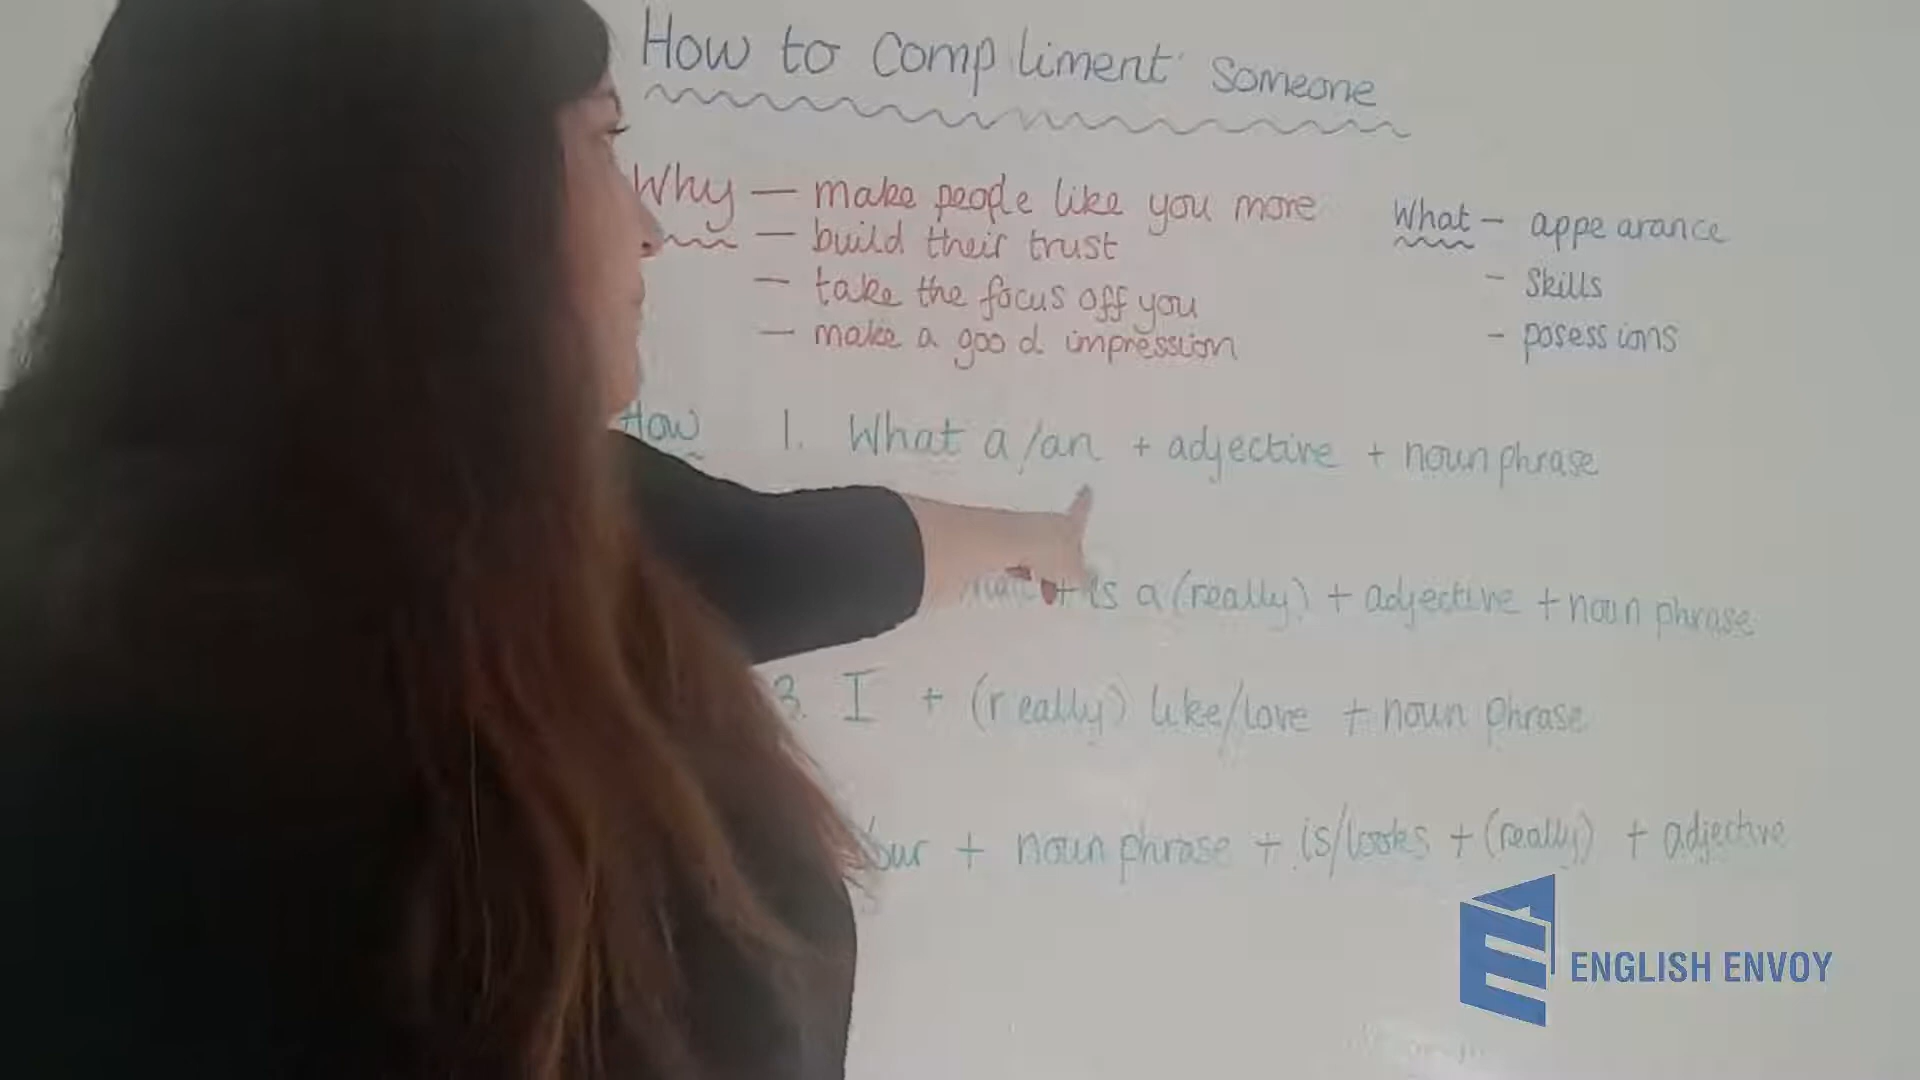 How to compliment someone
Why — make people like you more
— build their trust
— take the focus off you
— make a good impression
What – appearance
– Skills
– posessions
How 1. What a/an + adjective + noun phrase
+ is a (really) + adjective + noun phrase
3. I + (really) like/love + noun phrase
+ noun phrase + is/looks + (really) + adjective
ENGLISH ENVOY